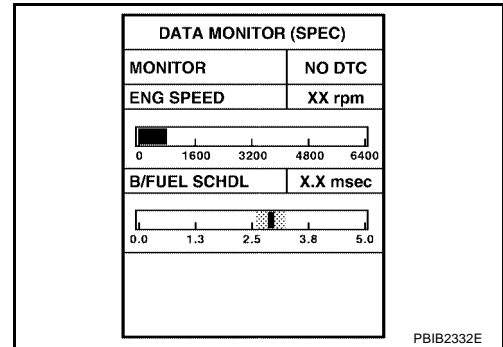 DATA MONITOR (SPEC)
MONITOR NO DTC
ENG SPEED XX rpm
0 1600 3200 4800 6400
B/FUEL SCHDL X.X msec
0.0 1.3 2.5 3.8 5.0
PBIB2332E